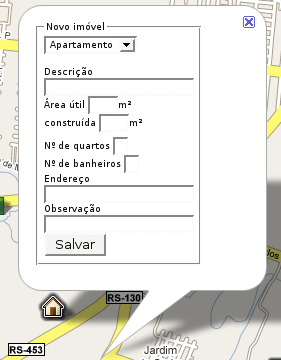 Novo imóvel
Apartamento
Descrição
Área útil m²
construída m²
Nº de quartos
Nº de banheiros
Endereço
Observação
Salvar
RS-130
RS-453
Jardim